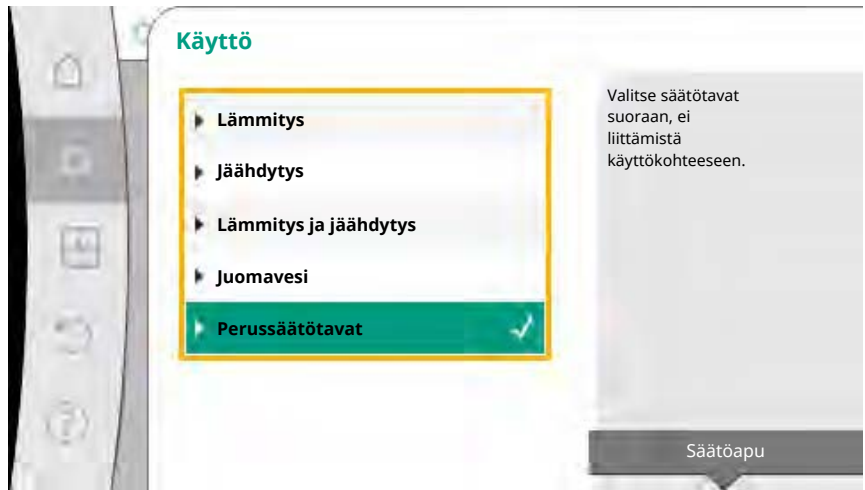 Käyttö
Lämmitys
Jäähdytys
Lämmitys ja jäähdytys
Juomavesi
Perussäätötavat
Valitse säätötavat
suoraan, ei
liittämistä
käyttökohteeseen.
Säätöapu